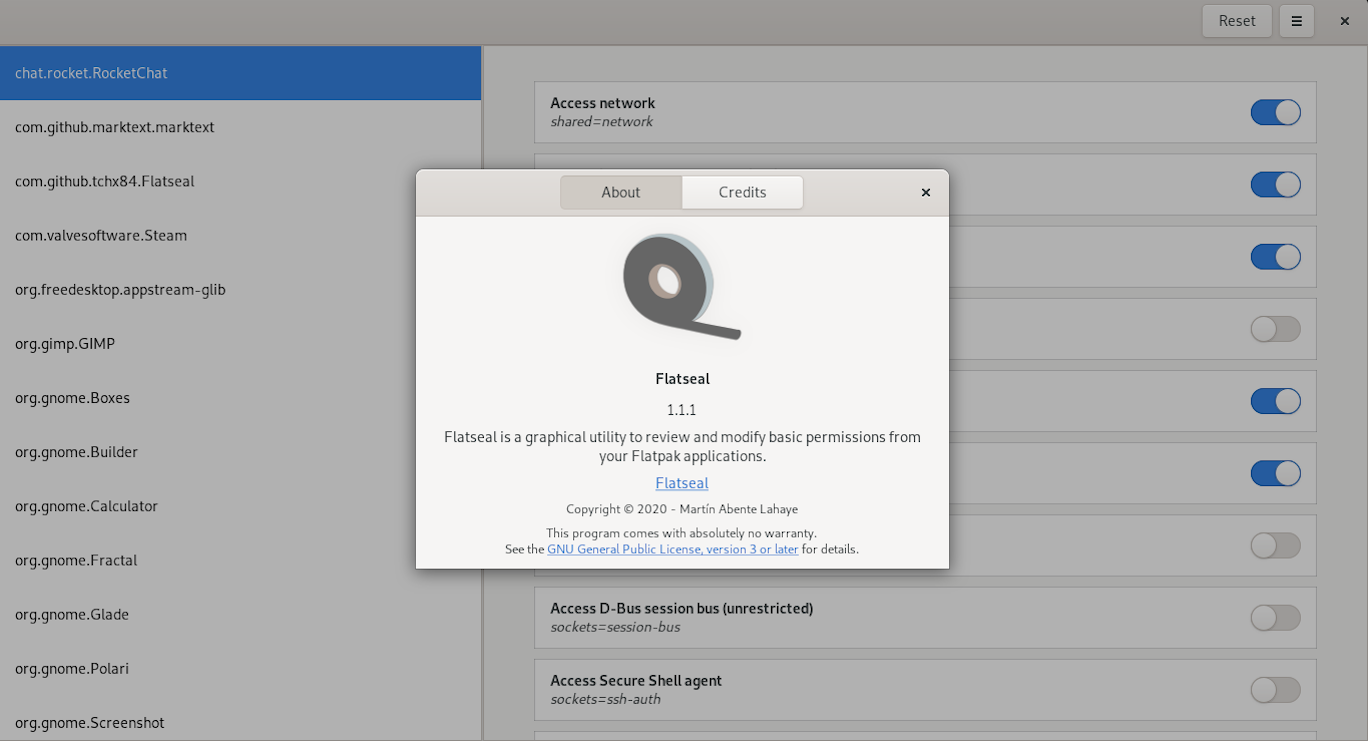 Reset
chat.rocket.RocketChat
com.github.marktext.marktext
com.github.tchx84.Flatseal
com.valvesoftware.Steam
org.freedesktop.appstream-glib
org.gimp.GIMP
org.gnome.Boxes
org.gnome.Builder
org.gnome.Calculator
org.gnome.Fractal
org.gnome.Glade
org.gnome.Polari
org.gnome.Screenshot
Access network
shared=network
About
Credits
Flatseal
1.1.1
Flatseal is a graphical utility to review and modify basic permissions from
your Flatpak applications.
Flatseal
Copyright © 2020 - Martín Abente Lahaye
This program comes with absolutely no warranty.
See the GNU General Public License, version 3 or later for details.
Access D-Bus session bus (unrestricted)
sockets=session-bus
Access Secure Shell agent
sockets=ssh-auth